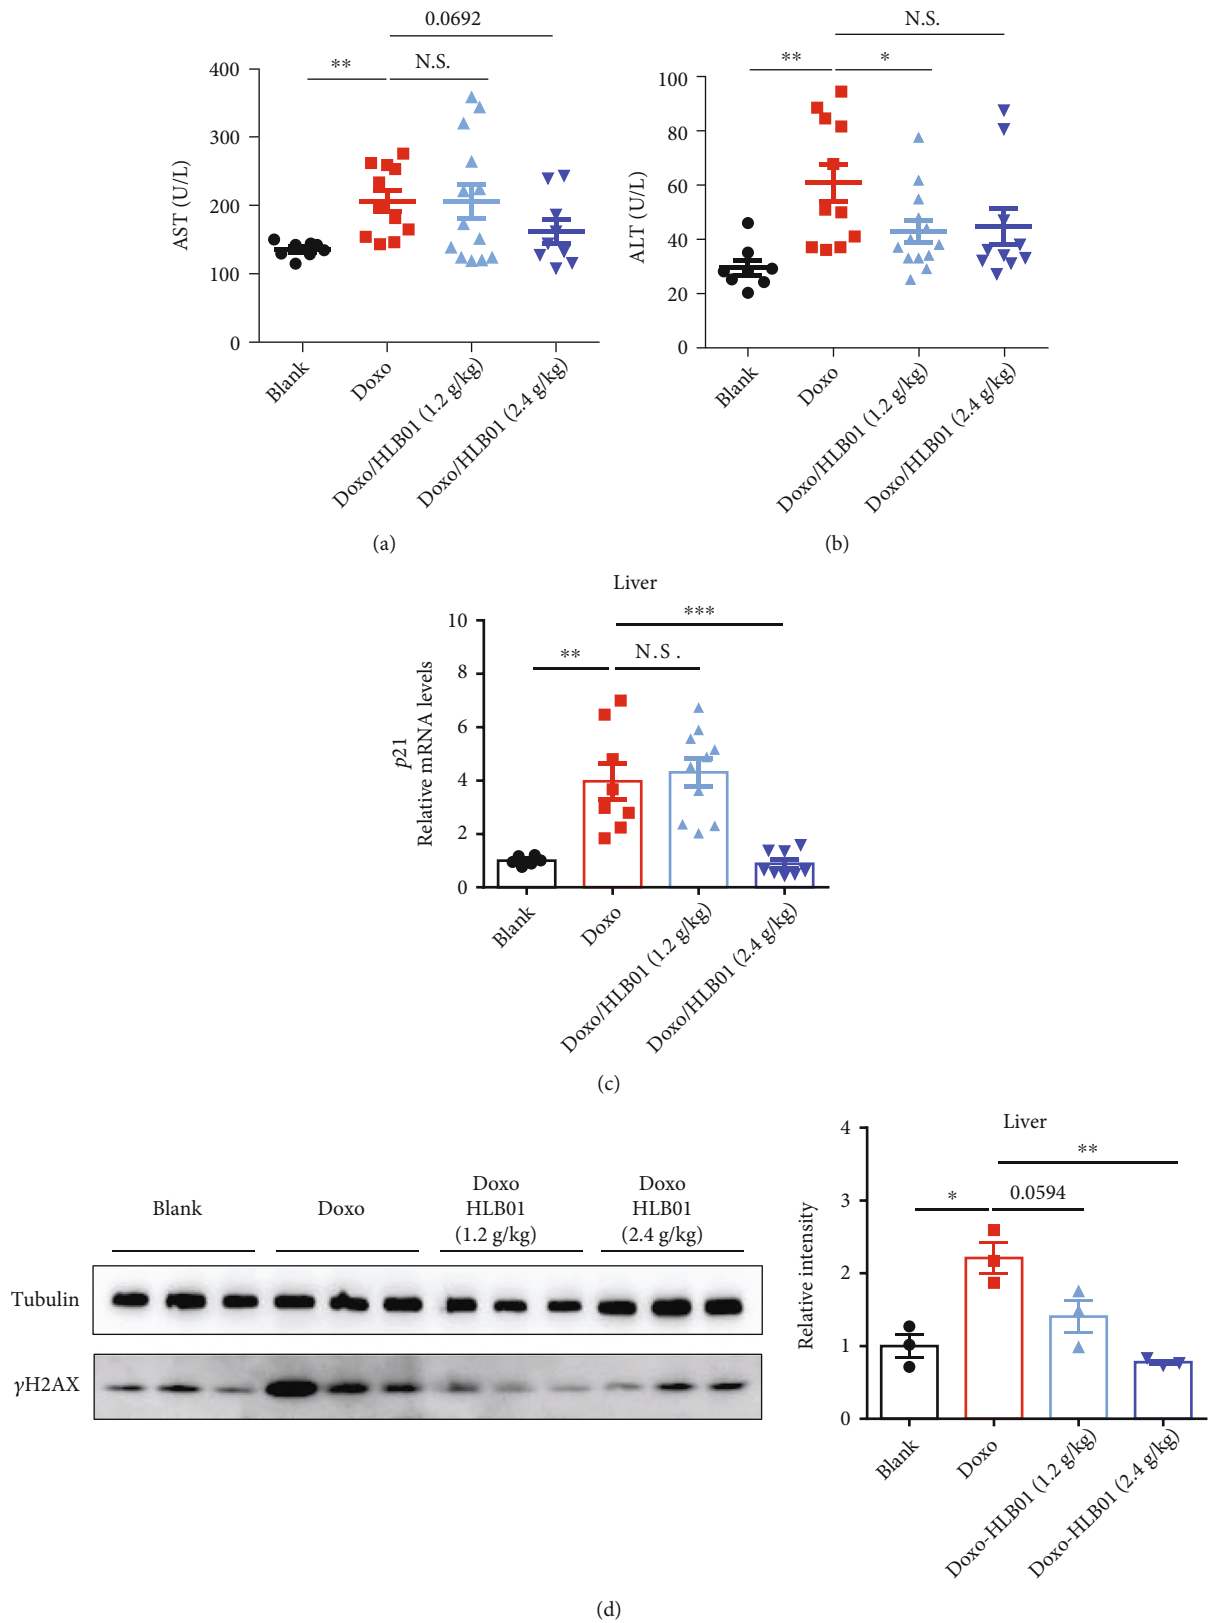 0.0692
** N.S.
400
300
200
100
0
AST (U/L)
Blank
Doxo
Doxo/HLB01 (1.2 g/kg)
Doxo/HLB01 (2.4 g/kg)
(a)
N.S.
** *
100
80
60
40
20
0
ALT (U/L)
Blank
Doxo
Doxo/HLB01 (1.2 g/kg)
Doxo/HLB01 (2.4 g/kg)
(b)
Liver
***
** N.S.
10
8
6
4
2
0
p21
Relative mRNA levels
Blank
Doxo
Doxo/HLB01 (1.2 g/kg)
Doxo/HLB01 (2.4 g/kg)
(c)
Blank
Doxo
Doxo
HLB01
(1.2 g/kg)
Doxo
HLB01
(2.4 g/kg)
Tubulin
γH2AX
Liver
**
* 0.0594
4
3
2
1
0
Relative intensity
Blank
Doxo
Doxo-HLB01 (1.2 g/kg)
Doxo-HLB01 (2.4 g/kg)
(d)